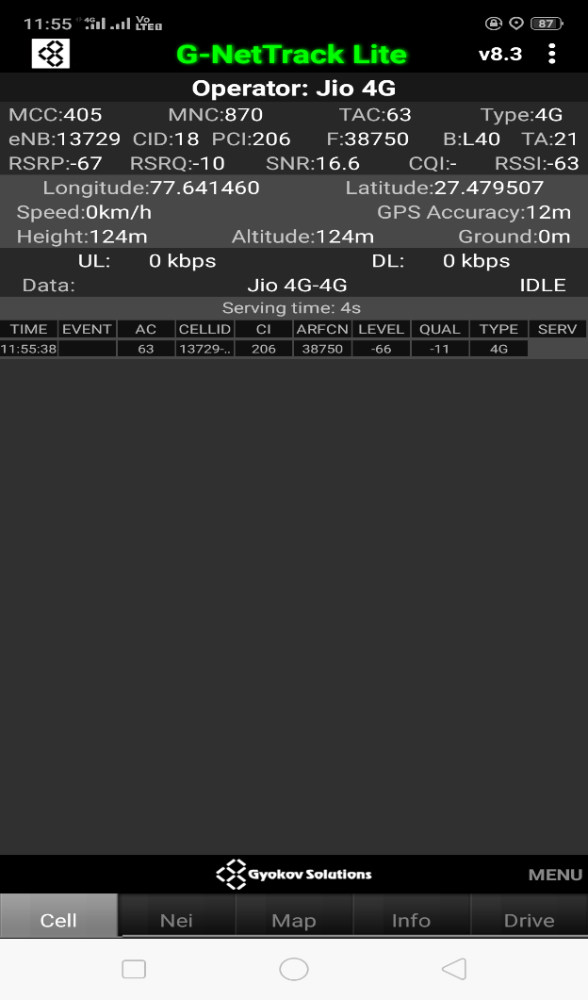 11:55 4G Vo LTE1 87
G-NetTrack Lite v8.3
Operator: Jio 4G
MCC:405 MNC:870 TAC:63 Type:4G
eNB:13729 CID:18 PCI:206 F:38750 B:L40 TA:21
RSRP:-67 RSRQ:-10 SNR:16.6 CQI:- RSSI:-63
Longitude:77.641460 Latitude:27.479507
Speed:0km/h GPS Accuracy:12m
Height:124m Altitude:124m Ground:0m
UL: 0 kbps DL: 0 kbps
Data: Jio 4G-4G IDLE
Serving time: 4s
TIME EVENT AC CELLID CI ARFCN LEVEL QUAL TYPE SERV
11:55:38 63 13729-.. 206 38750 -66 -11 4G
Gyokov Solutions MENU
Cell Nei Map Info Drive